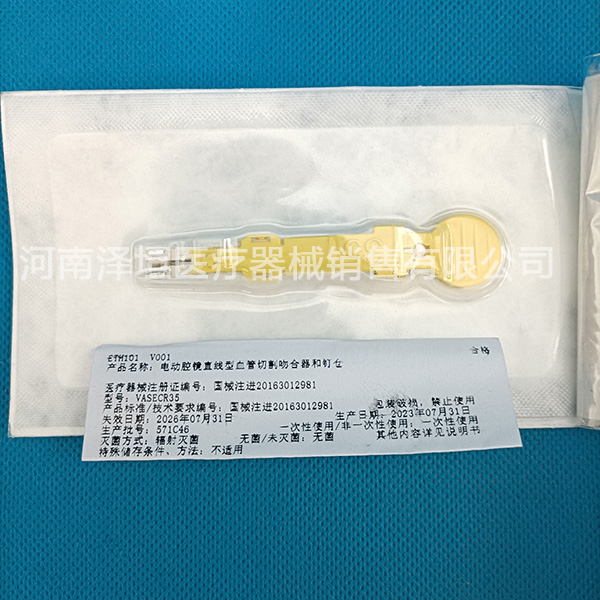 河南泽垣医疗器械销售有限公司
ETH101 V001
合格
产品名称：电动腔镜直线型血管切割吻合器和钉仓
医疗器械注册证编号：国械注进20163012981
型号：VASECR35
包装破损，禁止使用
产品标准/技术要求编号：国械注进20163012981
生产日期：2023年07月31日
失效日期：2026年07月31日
一次性使用/非一次性使用：一次性使用
生产批号：571C46
其他内容详见说明书
灭菌方式：辐射灭菌 无菌/未灭菌：无菌
特殊储存条件、方法：不适用